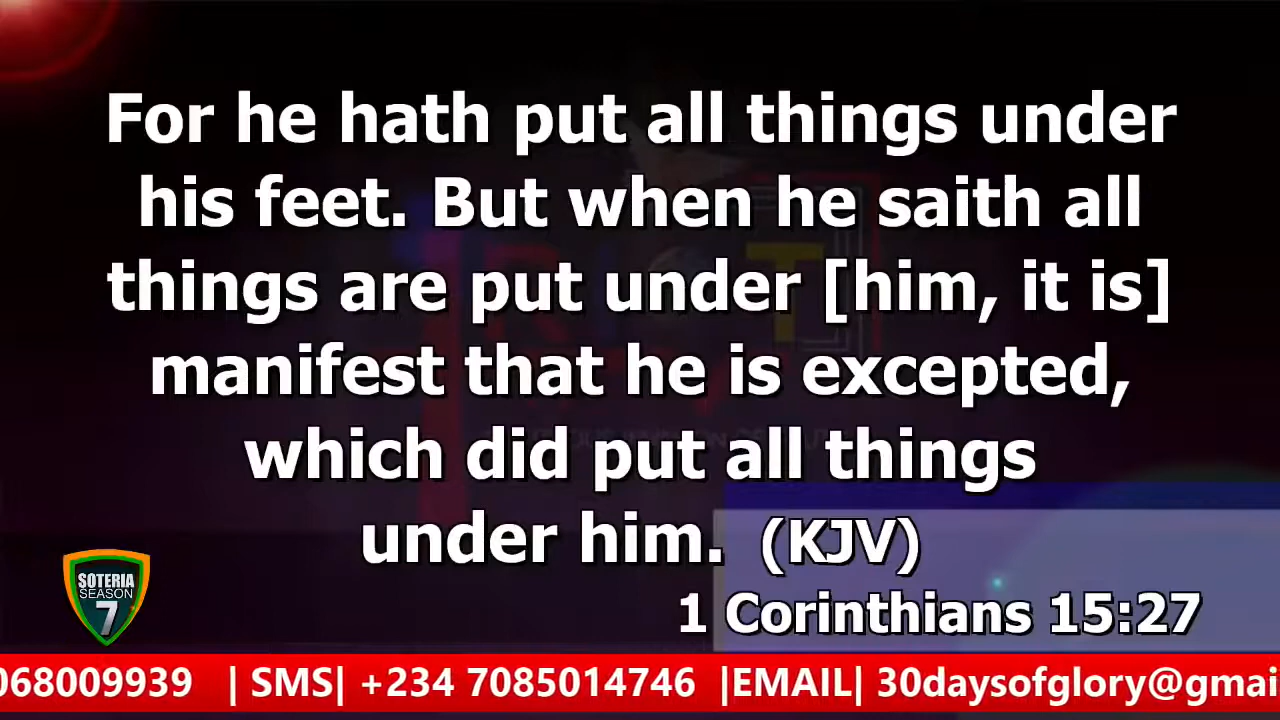 For he hath put all things under
his feet. But when he saith all
things are put under [him, it is]
manifest that he is excepted,
which did put all things
under him. (KJV)
1 Corinthians 15:27
SOTERIA
SEASON
7
068009939 | SMS| +234 7085014746 |EMAIL| 30daysofglory@gmai